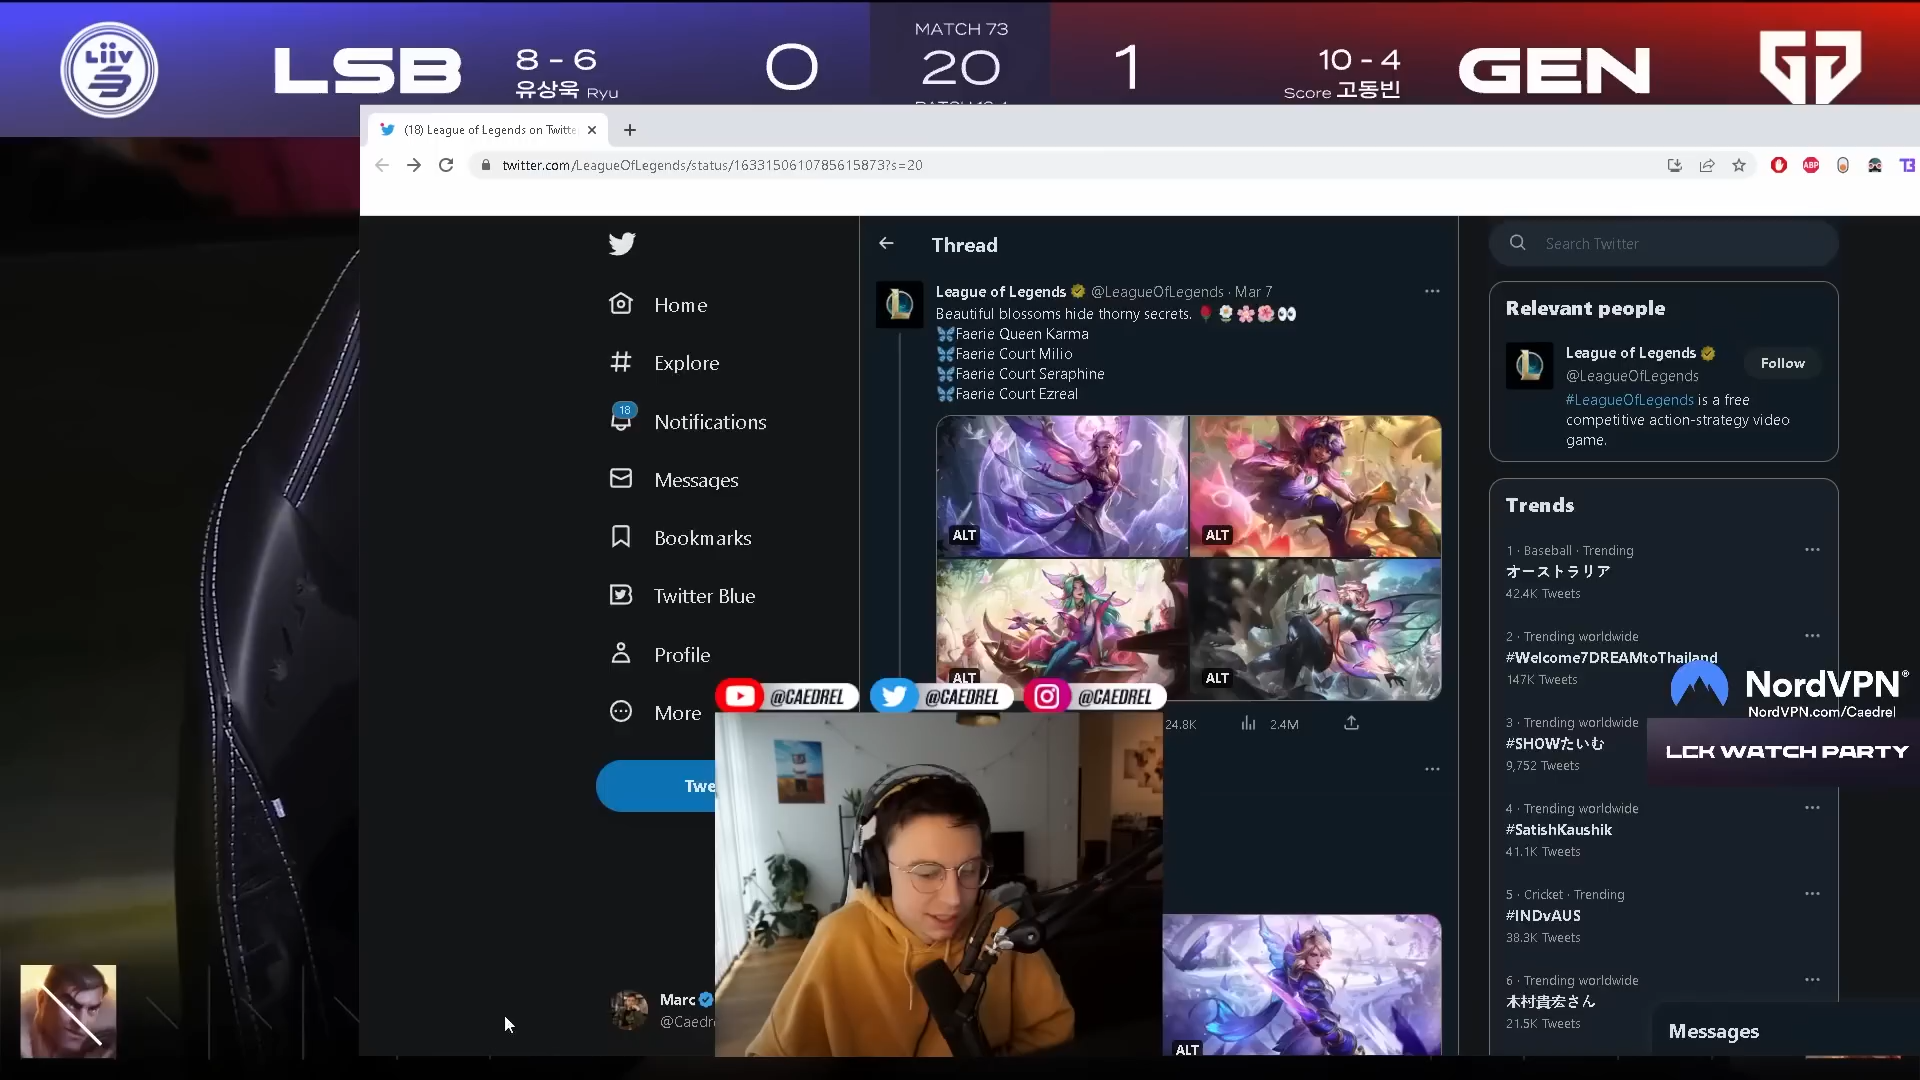 Liiv
LSB
8 - 6
유상욱 Ryu
0
MATCH 73
20
1
10 - 4
Score 고동빈
GEN
(18) League of Legends on Twitte
twitter.com/LeagueOfLegends/status/1633150610785615873?s=20
ABP
Home
Explore
18
Notifications
Messages
Bookmarks
Twitter Blue
Profile
More
Twe
Marc
@Caedr
Thread
League of Legends @LeagueOfLegends · Mar 7
Beautiful blossoms hide thorny secrets. 🌹🌼🌸🌺👀
🦋Faerie Queen Karma
🦋Faerie Court Milio
🦋Faerie Court Seraphine
🦋Faerie Court Ezreal
ALT
ALT
ALT
ALT
24.8K
2.4M
@CAEDREL
@CAEDREL
@CAEDREL
ALT
Search Twitter
Relevant people
League of Legends
Follow
@LeagueOfLegends
#LeagueOfLegends is a free
competitive action-strategy video
game.
Trends
1 · Baseball · Trending
オーストラリア
42.4K Tweets
2 · Trending worldwide
#Welcome7DREAMtoThailand
147K Tweets
3 · Trending worldwide
#SHOWたいむ
9,752 Tweets
4 · Trending worldwide
#SatishKaushik
41.1K Tweets
5 · Cricket · Trending
#INDvAUS
38.3K Tweets
6 · Trending worldwide
木村貴宏さん
21.5K Tweets
NordVPN®
NordVPN.com/Caedrel
LCK WATCH PARTY
Messages